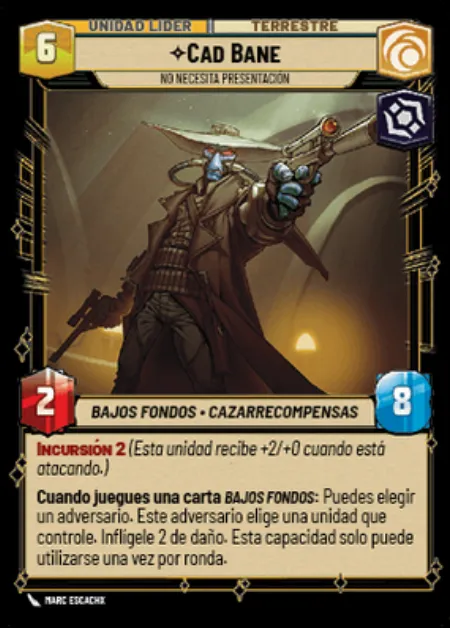 UNIDAD LÍDER
TERRESTRE
6
CAD BANE
NO NECESITA PRESENTACIÓN
2
BAJOS FONDOS • CAZARRECOMPENSAS
8
INCURSIÓN 2 (Esta unidad recibe +2/+0 cuando está
atacando.)
Cuando juegues una carta BAJOS FONDOS: Puedes elegir
un adversario. Este adversario elige una unidad que
controle. Inflígele 2 de daño. Esta capacidad solo puede
utilizarse una vez por ronda.
MARC ESCACHX